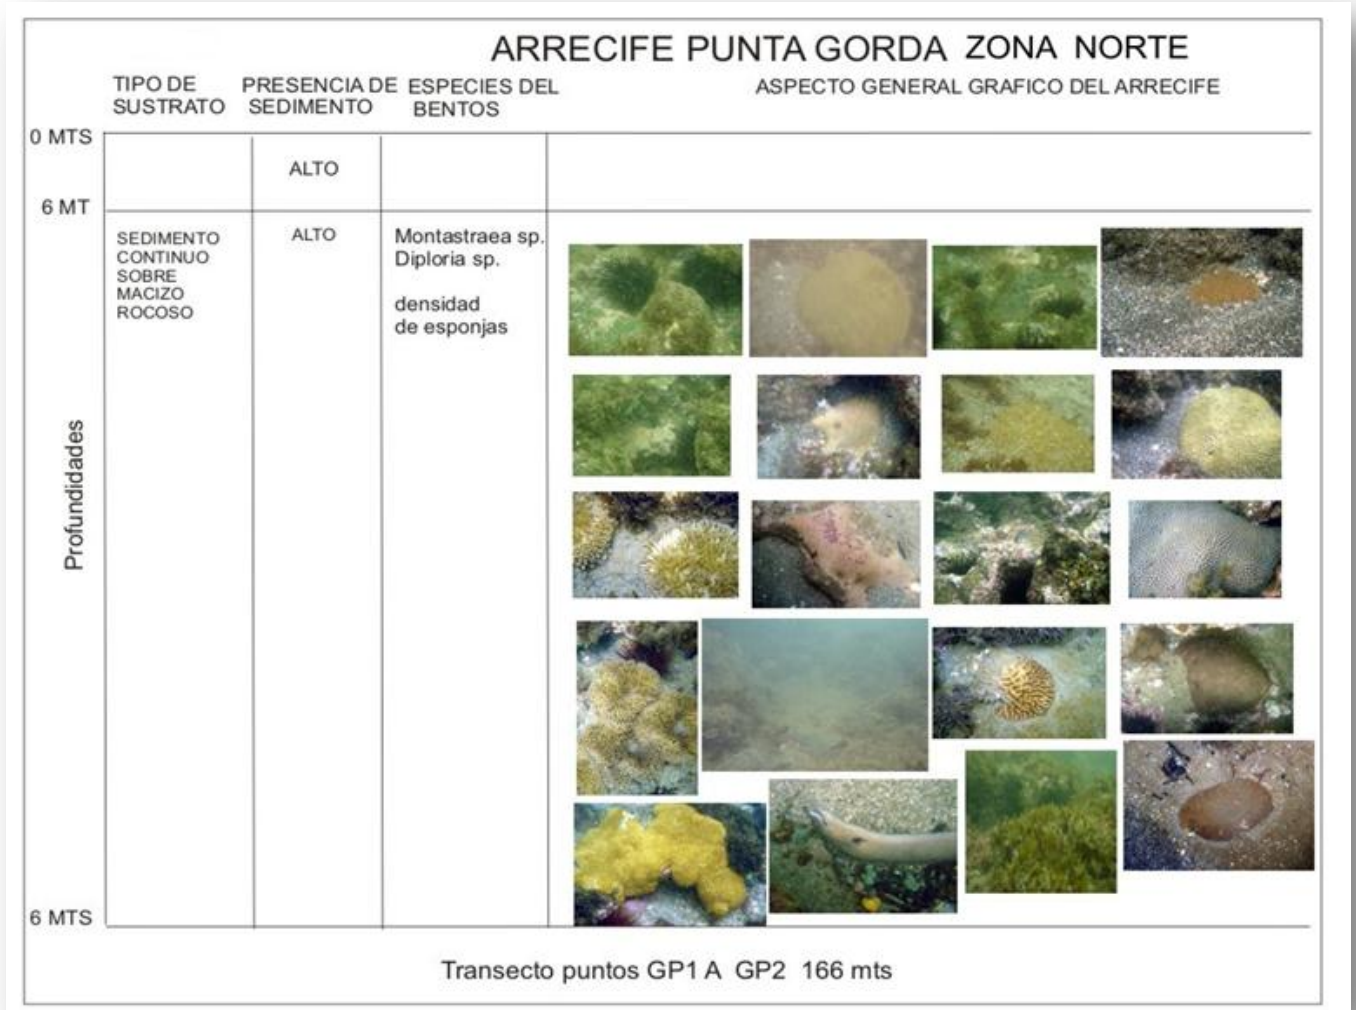 ARRECIFE PUNTA GORDA ZONA NORTE
TIPO DE SUSTRATO
PRESENCIA DE SEDIMENTO
ESPECIES DEL BENTOS
ASPECTO GENERAL GRAFICO DEL ARRECIFE
0 MTS
ALTO
6 MT
SEDIMENTO
CONTINUO
SOBRE
MACIZO
ROCOSO
ALTO
Montastraea sp.
Diploria sp.
densidad
de esponjas
Profundidades
6 MTS
Transecto puntos GP1 A GP2 166 mts